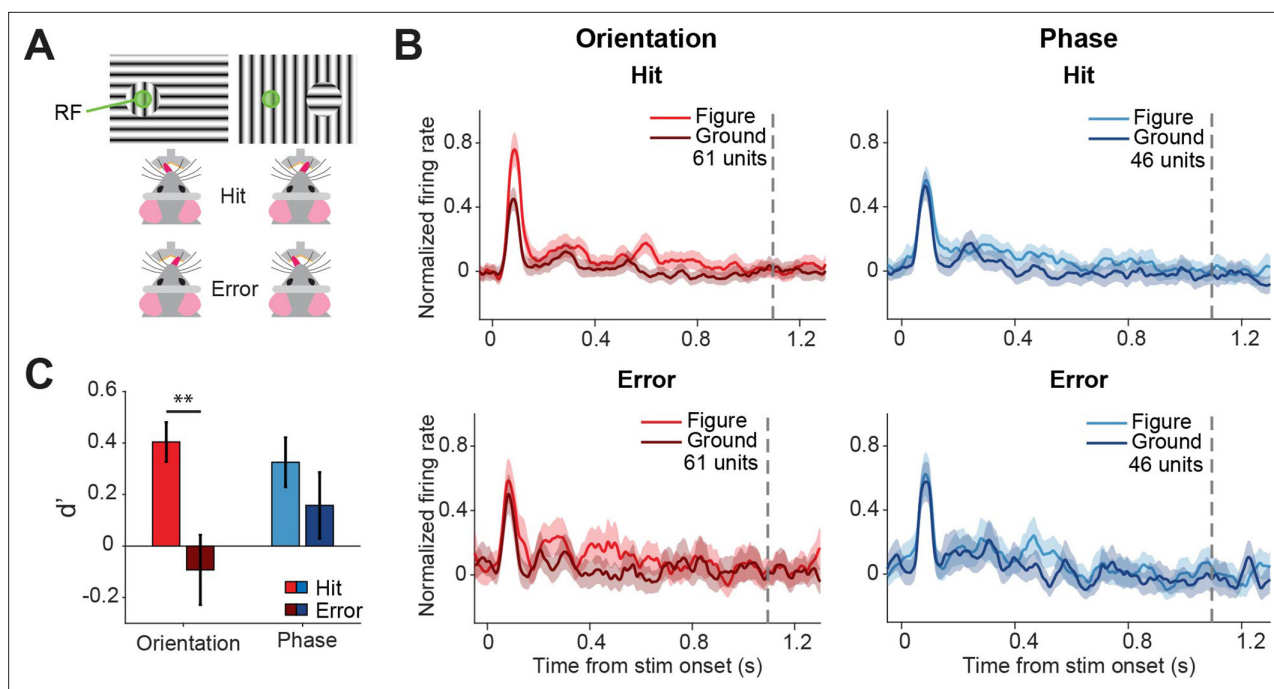 A
RF
Hit
Error
B
Orientation
Hit
Normalized firing rate
0.8
0.4
0
Figure
Ground
61 units
0
0.4
0.8
1.2
Phase
Hit
0.8
0.4
0
Figure
Ground
46 units
0
0.4
0.8
1.2
Error
Normalized firing rate
0.8
0.4
0
Figure
Ground
61 units
0
0.4
0.8
1.2
Time from stim onset (s)
Error
0.8
0.4
0
Figure
Ground
46 units
0
0.4
0.8
1.2
Time from stim onset (s)
C
d'
0.6
0.4
0.2
0
-0.2
**
Hit
Error
Orientation
Phase